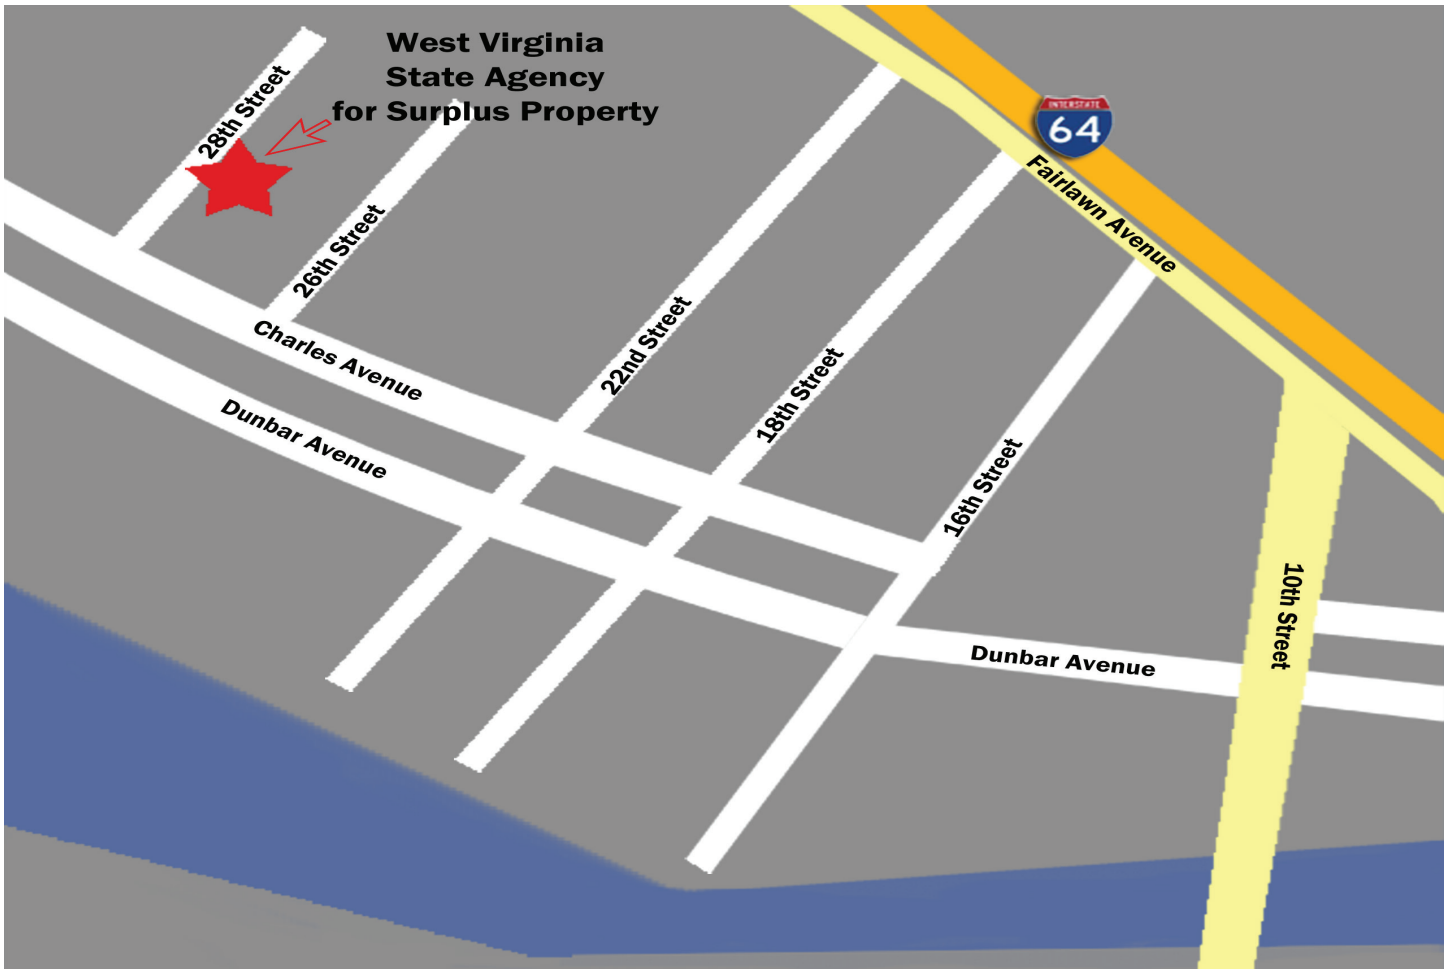 West Virginia
State Agency
for Surplus Property
28th Street
26th Street
INTERSTATE
64
Fairlawn Avenue
22nd Street
18th Street
Charles Avenue
Dunbar Avenue
16th Street
10th Street
Dunbar Avenue